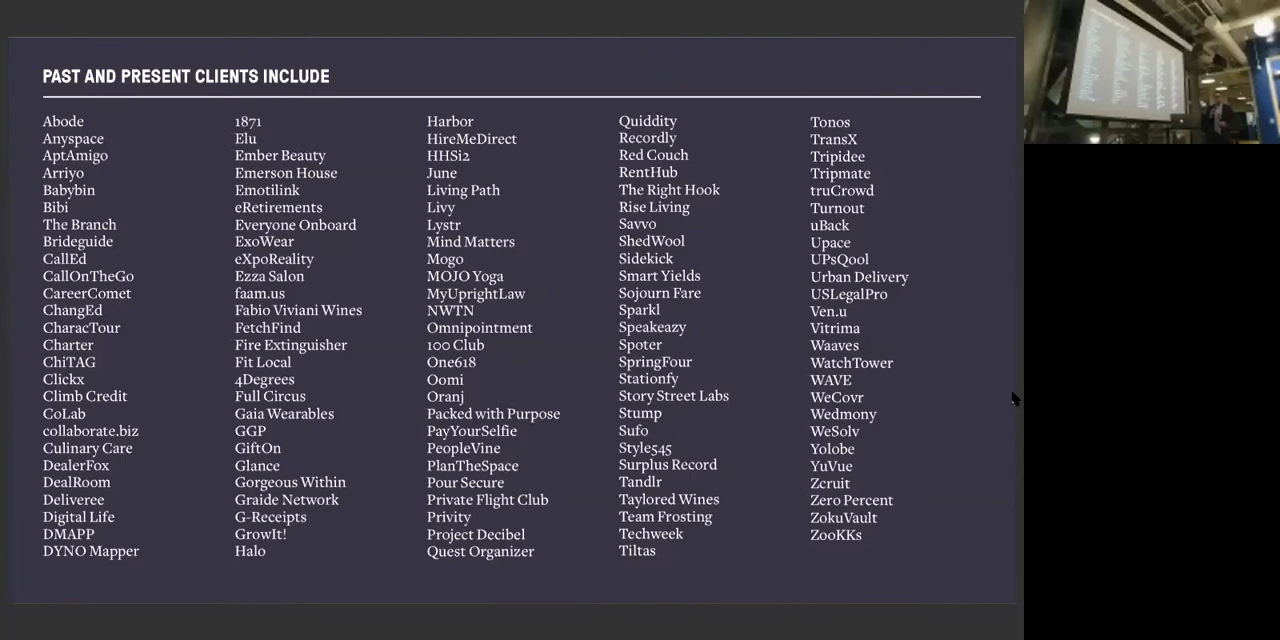 PAST AND PRESENT CLIENTS INCLUDE
Abode
Anyspace
AptAmigo
Arriyo
Babybin
Bibi
The Branch
Brideguide
CallEd
CallOnTheGo
CareerComet
ChangEd
CharacTour
Charter
ChiTAG
Clickx
Climb Credit
CoLab
collaborate.biz
Culinary Care
DealerFox
DealRoom
Deliveree
Digital Life
DMAPP
DYNO Mapper
1871
Elu
Ember Beauty
Emerson House
Emotilink
eRetirements
Everyone Onboard
ExoWear
eXpoReality
Ezza Salon
faam.us
Fabio Viviani Wines
FetchFind
Fire Extinguisher
Fit Local
4Degrees
Full Circus
Gaia Wearables
GGP
GiftOn
Glance
Gorgeous Within
Graide Network
G-Receipts
GrowIt!
Halo
Harbor
HireMeDirect
HHSi2
June
Living Path
Livy
Lystr
Mind Matters
Mogo
MOJO Yoga
MyUprightLaw
NWTN
Omnipointment
100 Club
One618
Oomi
Oranj
Packed with Purpose
PayYourSelfie
PeopleVine
PlanTheSpace
Pour Secure
Private Flight Club
Privity
Project Decibel
Quest Organizer
Quiddity
Recordly
Red Couch
RentHub
The Right Hook
Rise Living
Savvo
ShedWool
Sidekick
Smart Yields
Sojourn Fare
Sparkl
Speakeazy
Spoter
SpringFour
Stationfy
Story Street Labs
Stump
Sufo
Style545
Surplus Record
Tandlr
Taylored Wines
Team Frosting
Techweek
Tiltas
Tonos
TransX
Tripidee
Tripmate
truCrowd
Turnout
uBack
Upace
UPsQool
Urban Delivery
USLegalPro
Ven.u
Vitrima
Waaves
WatchTower
WAVE
WeCovr
Wedmony
WeSolv
Yolobe
YuVue
Zcruit
Zero Percent
ZokuVault
ZooKKs